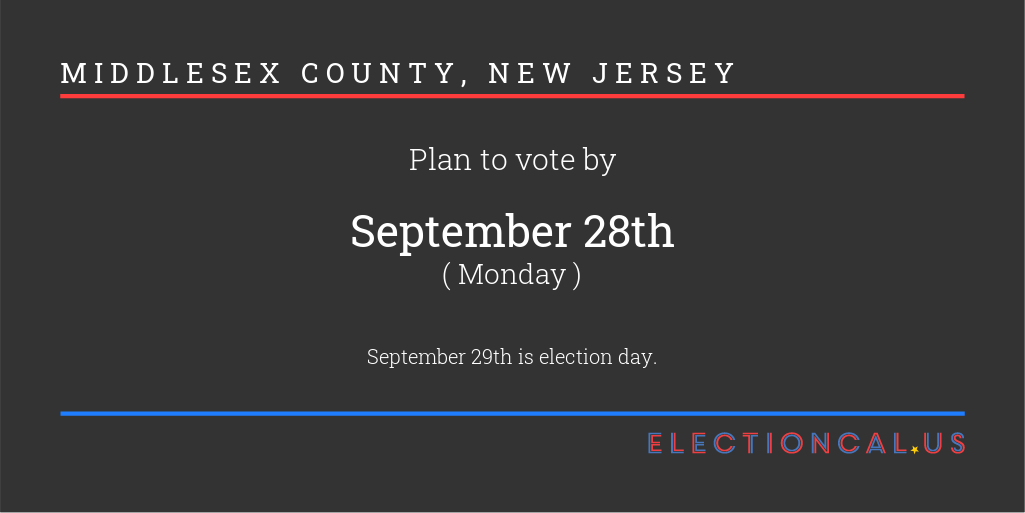 MIDDLESEX COUNTY, NEW JERSEY
Plan to vote by
September 28th
( Monday )
September 29th is election day.
ELECTIONCAL.US